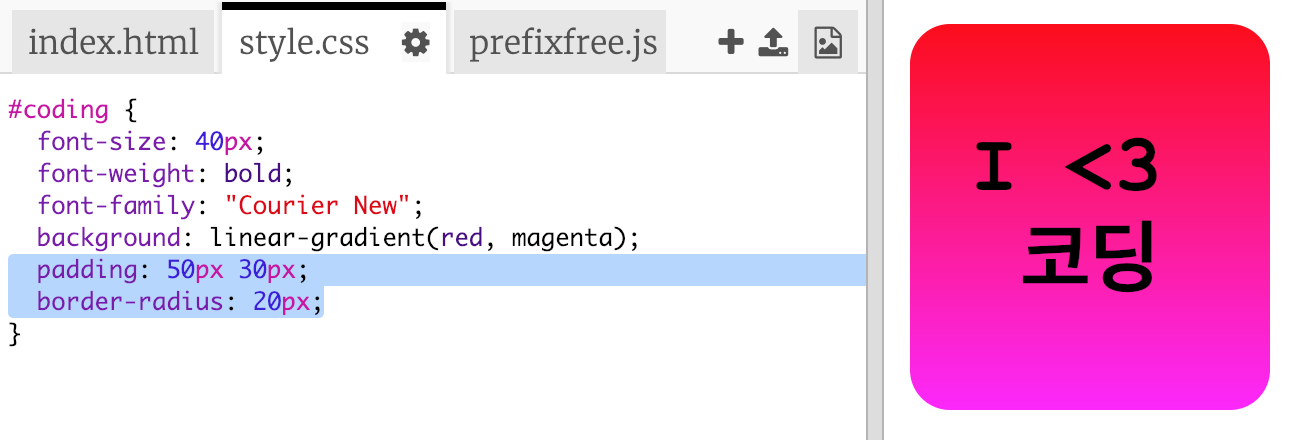 index.html style.css prefixfree.js
#coding {
font-size: 40px;
font-weight: bold;
font-family: "Courier New";
background: linear-gradient(red, magenta);
padding: 50px 30px;
border-radius: 20px;
}
I <3
코딩